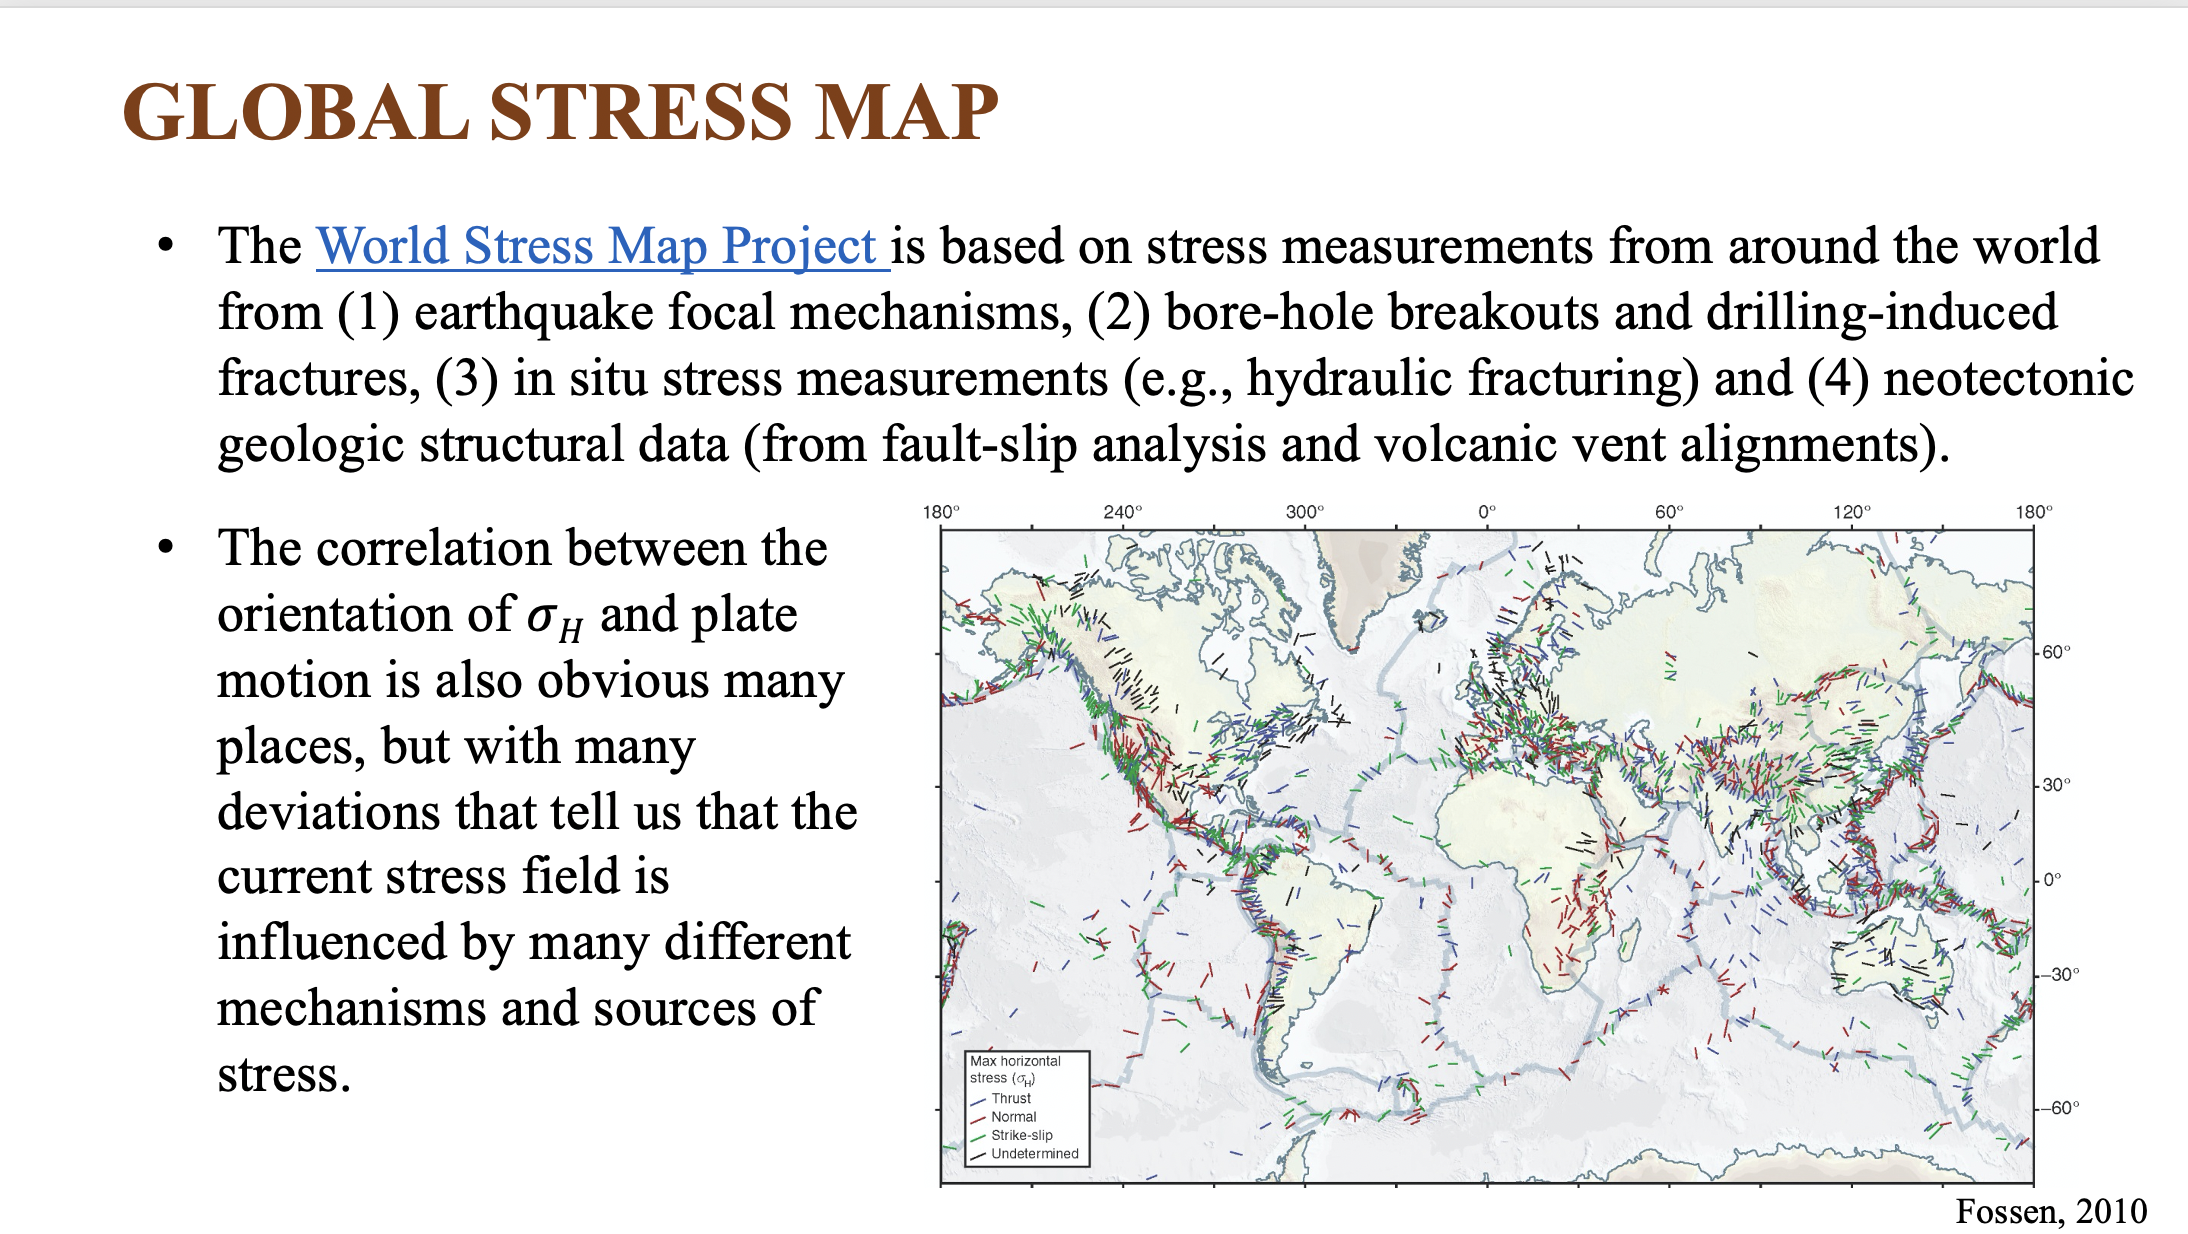 GLOBAL STRESS MAP
• The World Stress Map Project is based on stress measurements from around the world
from (1) earthquake focal mechanisms, (2) bore-hole breakouts and drilling-induced
fractures, (3) in situ stress measurements (e.g., hydraulic fracturing) and (4) neotectonic
geologic structural data (from fault-slip analysis and volcanic vent alignments).
• The correlation between the
orientation of σH and plate
motion is also obvious many
places, but with many
deviations that tell us that the
current stress field is
influenced by many different
mechanisms and sources of
stress.
180° 240° 300° 0° 60° 120° 180°
60°
30°
0°
–30°
–60°
Max horizontal
stress (σH)
Thrust
Normal
Strike-slip
Undetermined
Fossen, 2010